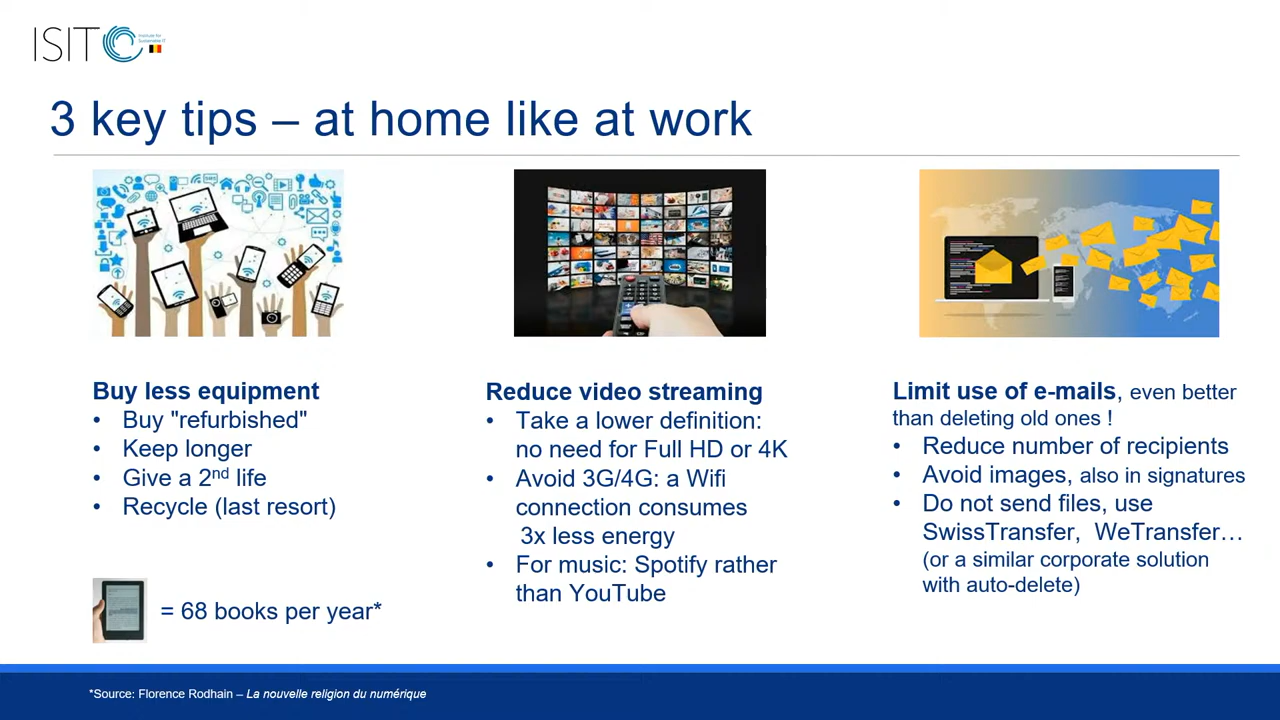 ISIT
Institute for
Sustainable IT
3 key tips – at home like at work
SMS
Buy less equipment
• Buy "refurbished"
• Keep longer
• Give a 2nd life
• Recycle (last resort)
= 68 books per year*
Reduce video streaming
• Take a lower definition:
no need for Full HD or 4K
• Avoid 3G/4G: a Wifi
connection consumes
3x less energy
• For music: Spotify rather
than YouTube
Limit use of e-mails, even better
than deleting old ones !
• Reduce number of recipients
• Avoid images, also in signatures
• Do not send files, use
SwissTransfer, WeTransfer…
(or a similar corporate solution
with auto-delete)
*Source: Florence Rodhain – La nouvelle religion du numérique